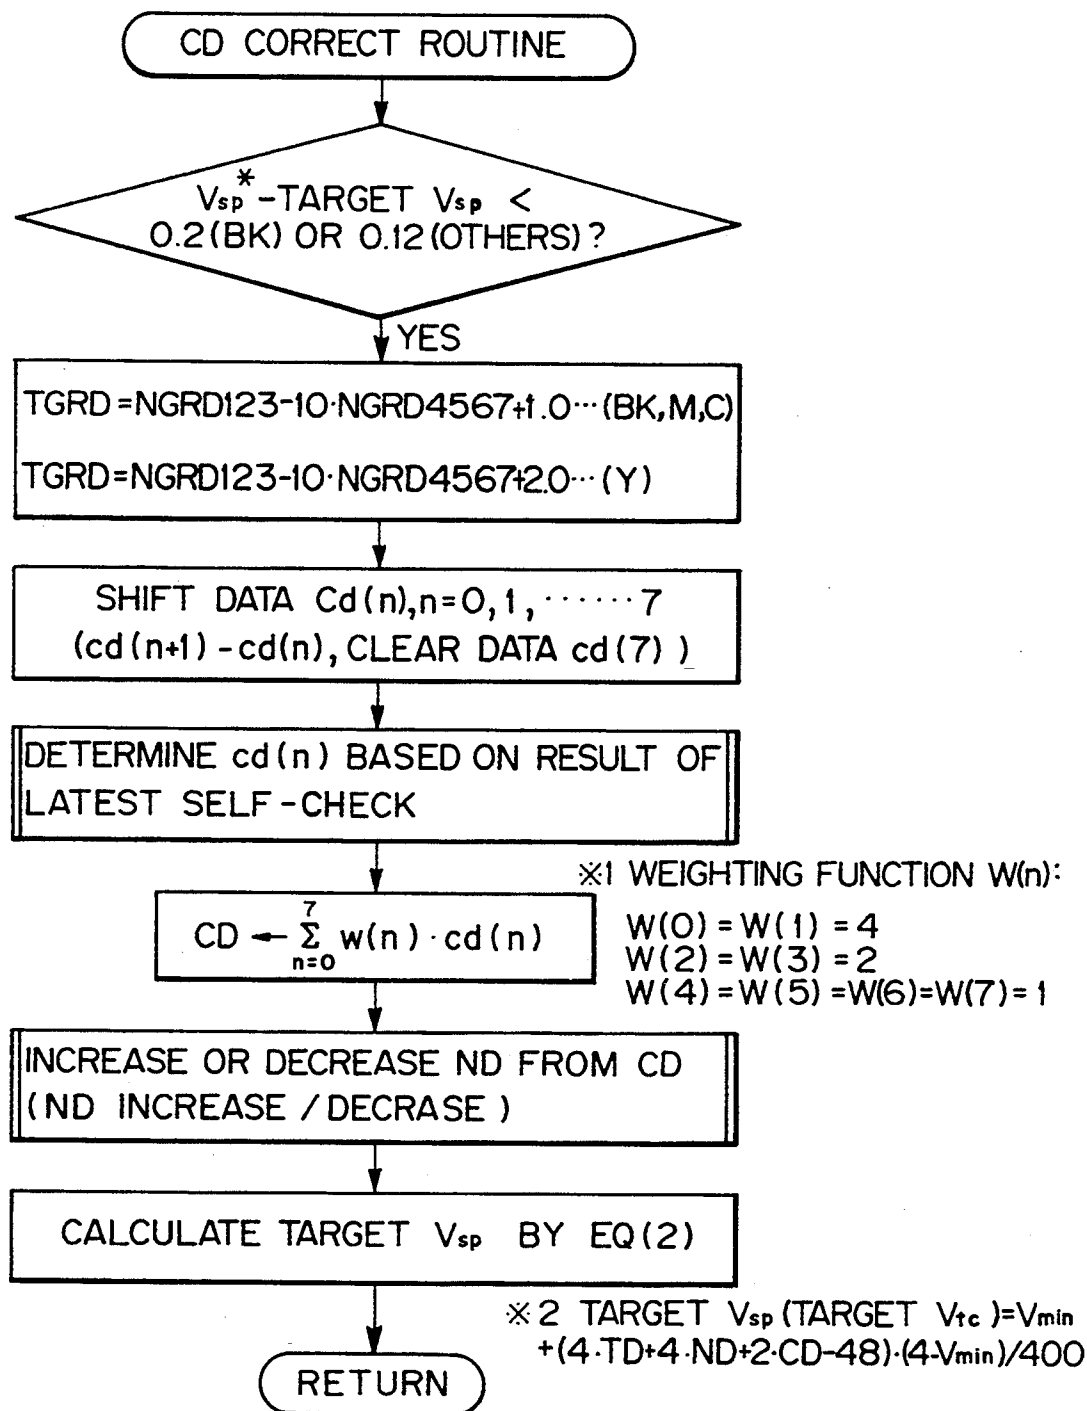 CD CORRECT ROUTINE
Vsp*-TARGET Vsp <
0.2(BK) OR 0.12(OTHERS)?
YES
TGRD=NGRD123-10·NGRD4567+1.0···(BK,M,C)
TGRD=NGRD123-10·NGRD4567+2.0···(Y)
SHIFT DATA Cd(n),n=0,1,······7
(cd(n+1)-cd(n),CLEAR DATA cd(7))
DETERMINE cd(n) BASED ON RESULT OF
LATEST SELF-CHECK
※1 WEIGHTING FUNCTION W(n):
CD ← Σ(n=0 to 7) w(n)·cd(n)
W(0)=W(1)=4
W(2)=W(3)=2
W(4)=W(5)=W(6)=W(7)=1
INCREASE OR DECREASE ND FROM CD
(ND INCREASE/DECRASE)
CALCULATE TARGET Vsp BY EQ(2)
※2 TARGET Vsp(TARGET Vtc)=Vmin
+(4·TD+4·ND+2·CD-48)·(4-Vmin)/400
RETURN